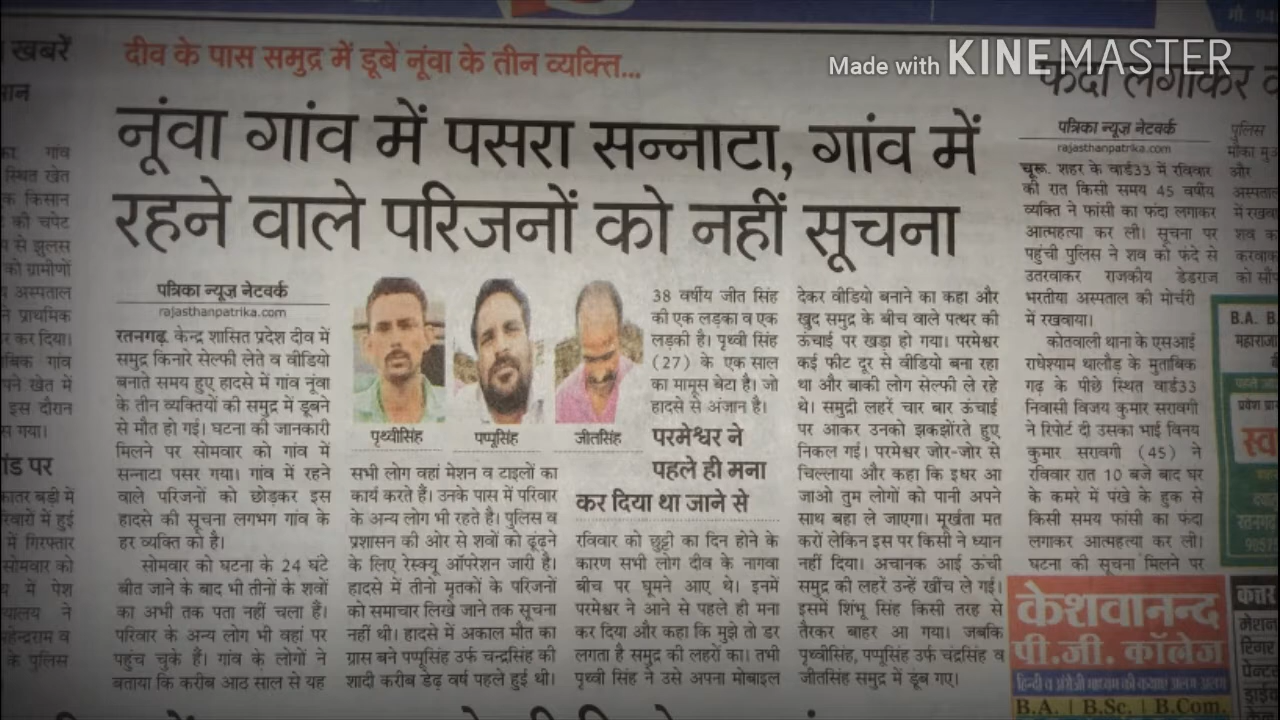 खबरें
दीव के पास समुद्र में डूबे नूंवा के तीन व्यक्ति...
Made with KINEMASTER
नूंवा गांव में पसरा सन्नाटा, गांव में
रहने वाले परिजनों को नहीं सूचना
पत्रिका न्यूज़ नेटवर्क
rajasthanpatrika.com
रतनगढ़. केन्द्र शासित प्रदेश दीव में
समुद्र किनारे सेल्फी लेते व वीडियो
बनाते समय हुए हादसे में गांव नूंवा
के तीन व्यक्तियों की समुद्र में डूबने
से मौत हो गई। घटना की जानकारी
मिलने पर सोमवार को गांव में
सन्नाटा पसर गया। गांव में रहने
वाले परिजनों को छोड़कर इस
हादसे की सूचना लगभग गांव के
हर व्यक्ति को है।
सोमवार को घटना के 24 घंटे
बीत जाने के बाद भी तीनों के शवों
का अभी तक पता नहीं चला है।
परिवार के अन्य लोग भी वहां पर
पहुंच चुके हैं। गांव के लोगों ने
बताया कि करीब आठ साल से यह
पृथ्वीसिंह
पप्पूसिंह
जीतसिंह
सभी लोग वहां मेशन व टाइलों का
कार्य करते हैं। उनके पास में परिवार
के अन्य लोग भी रहते है। पुलिस व
प्रशासन की ओर से शवों को ढूंढ़ने
के लिए रेस्क्यू ऑपरेशन जारी है।
हादसे में तीनो मृतकों के परिजनों
को समाचार लिखे जाने तक सूचना
नहीं थी। हादसे में अकाल मौत का
ग्रास बने पप्पूसिंह उर्फ चन्द्रसिंह की
शादी करीब डेढ़ वर्ष पहले हुई थी।
38 वर्षीय जीत सिंह
की एक लड़का व एक
लड़की है। पृथ्वी सिंह
(27) के एक साल
का मामूस बेटा है। जो
हादसे से अंजान है।
परमेश्वर ने
पहले ही मना
कर दिया था जाने से
रविवार को छुट्टी का दिन होने के
कारण सभी लोग दीव के नागवा
बीच पर घूमने आए थे। इनमें
परमेश्वर ने आने से पहले ही मना
कर दिया और कहा कि मुझे तो डर
लगता है समुद्र की लहरों का। तभी
पृथ्वी सिंह ने उसे अपना मोबाइल
देकर वीडियो बनाने का कहा और
खुद समुद्र के बीच वाले पत्थर की
ऊंचाई पर खड़ा हो गया। परमेश्वर
कई फीट दूर से वीडियो बना रहा
था और बाकी लोग सेल्फी ले रहे
थे। समुद्री लहरें चार बार ऊंचाई
पर आकर उनको झकझोंरते हुए
निकल गई। परमेश्वर जोर-जोर से
चिल्लाया और कहा कि इधर आ
जाओ तुम लोगों को पानी अपने
साथ बहा ले जाएगा। मूर्खता मत
करों लेकिन इस पर किसी ने ध्यान
नहीं दिया। अचानक आई ऊंची
समुद्र की लहरें उन्हें खींच ले गई।
इसमें शिंभू सिंह किसी तरह से
तैरकर बाहर आ गया। जबकि
पृथ्वीसिंह, पप्पूसिंह उर्फ चंद्रसिंह व
जीतसिंह समुद्र में डूब गए।
फंदा लगाकर
पत्रिका न्यूज़ नेटवर्क
rajasthanpatrika.com
चूरू. शहर के वार्ड33 में रविवार
की रात किसी समय 45 वर्षीय
व्यक्ति ने फांसी का फंदा लगाकर
आत्महत्या कर ली। सूचना पर
पहुंची पुलिस ने शव को फंदे से
उतरवाकर राजकीय डेडराज
भरतीया अस्पताल की मोर्चरी
में रखवाया।
कोतवाली थाना के एसआई
राधेश्याम थालौड़ के मुताबिक
गढ़ के पीछे स्थित वार्ड33
निवासी विजय कुमार सरावगी
ने रिपोर्ट दी उसका भाई विनय
कुमार सरावगी (45) ने
रविवार रात 10 बजे बाद घर
के कमरे में पंखे के हुक से
किसी समय फांसी का फंदा
लगाकर आत्महत्या कर ली।
घटना की सूचना मिलने पर
पुलिस
और
केशवानन्द
पी.जी. कॉलेज
हिन्दी व अंग्रेजी माध्यम की कक्षाएं अलग-अलग
B.A. | B.Sc. | B.Com.